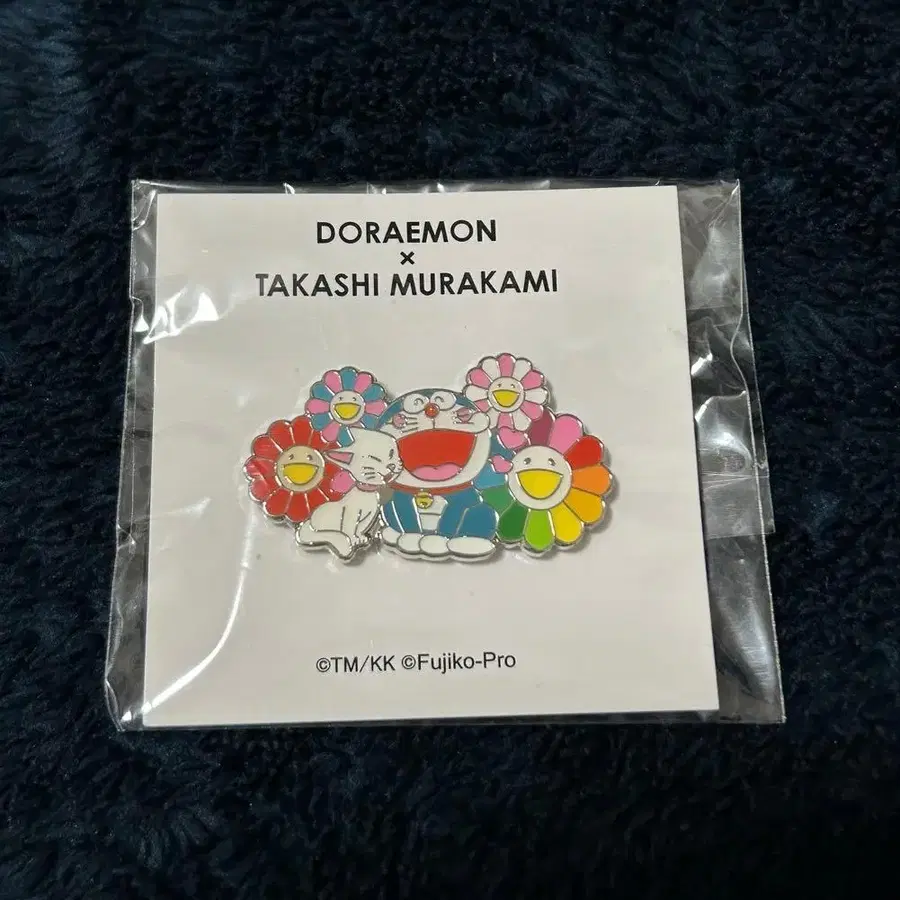 DORAEMON
×
TAKASHI MURAKAMI
©TM/KK ©Fujiko-Pro